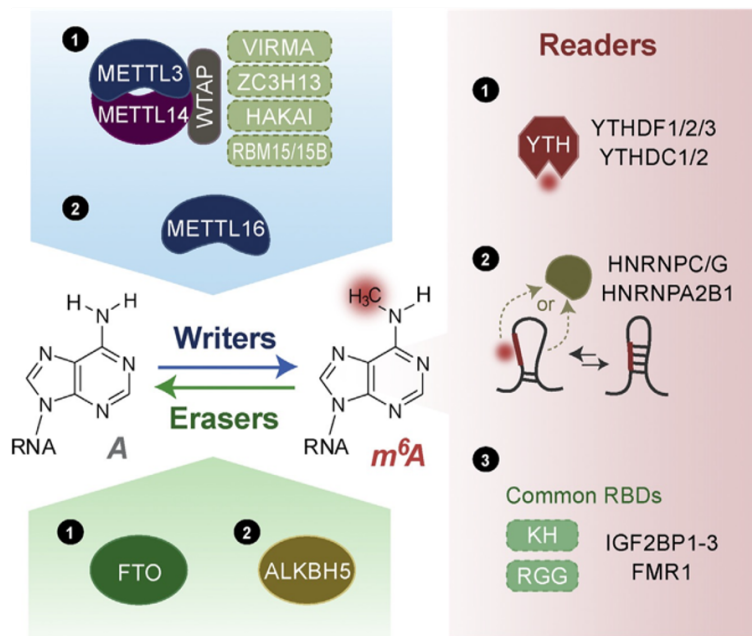 1
METTL3
METTL14
WTAP
VIRMA
ZC3H13
HAKAI
RBM15/15B
2
METTL16
H H
N
N
N
N
N
RNA
A
Writers
Erasers
H₃C H
N
N
N
N
N
RNA
m⁶A
1
FTO
2
ALKBH5
Readers
1
YTH
YTHDF1/2/3
YTHDC1/2
2
HNRNPC/G
HNRNPA2B1
or
3
Common RBDs
KH
RGG
IGF2BP1-3
FMR1